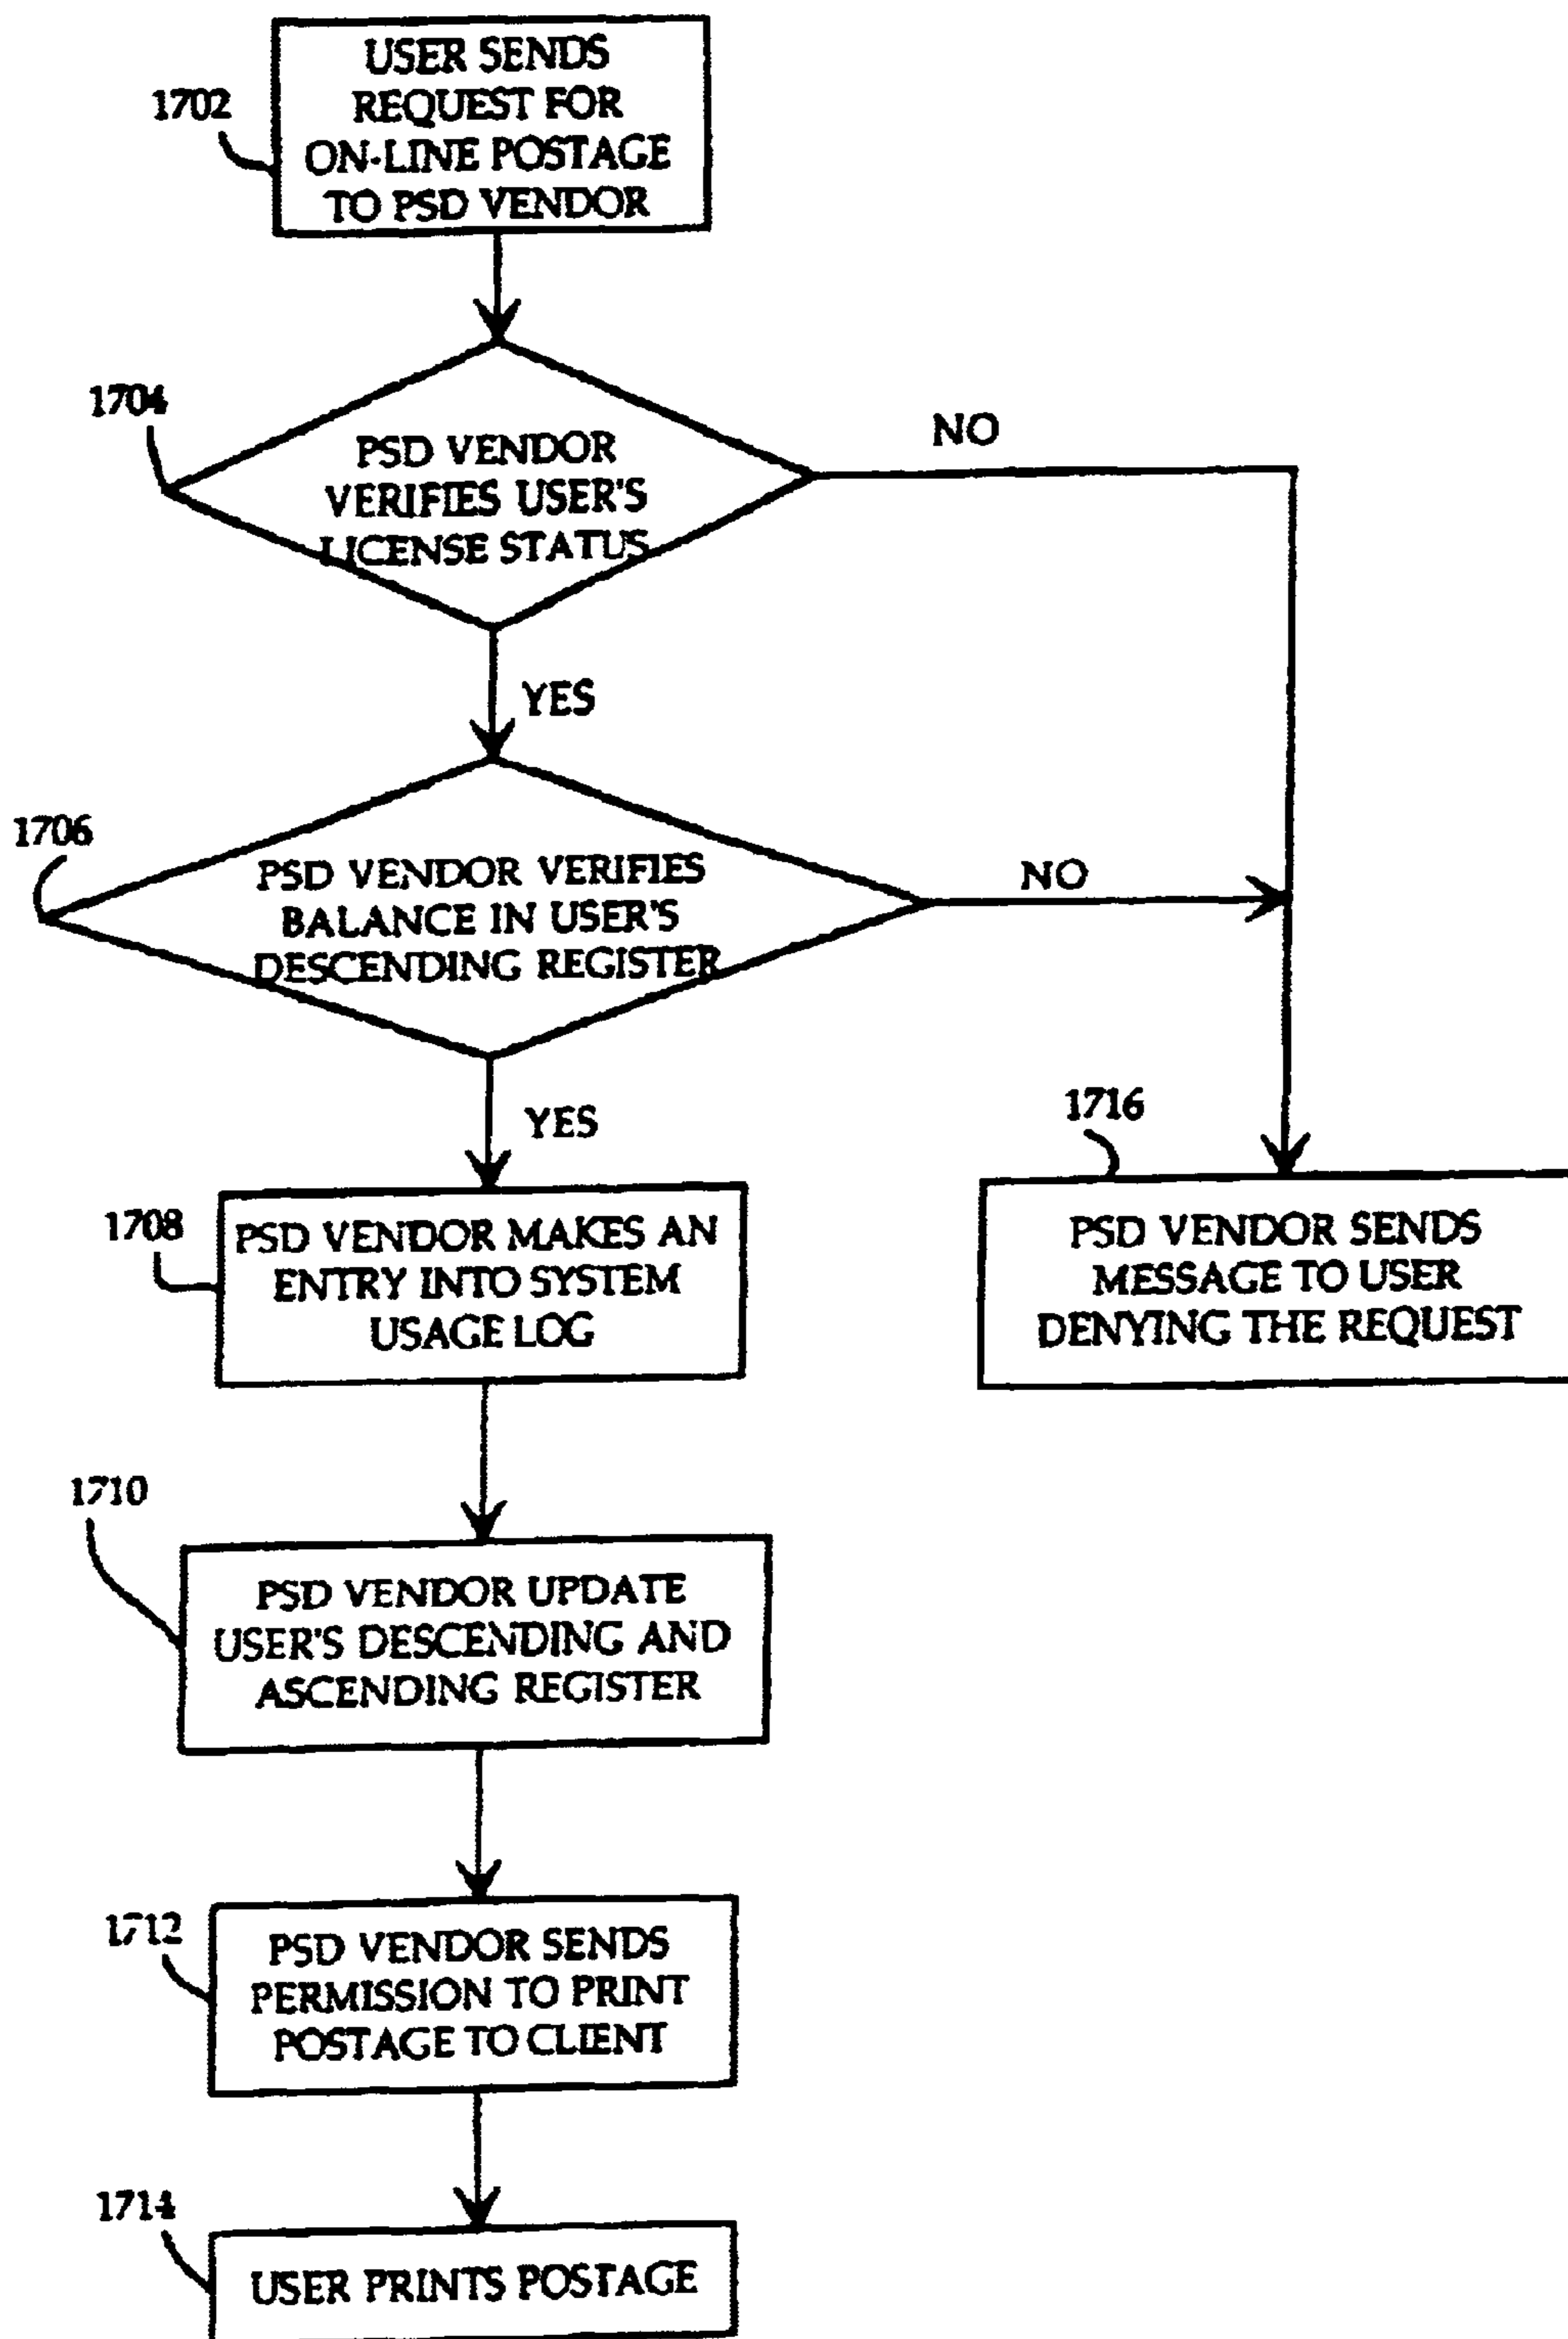 USER SENDS
REQUEST FOR
ON-LINE POSTAGE
TO PSD VENDOR
1702
1704
PSD VENDOR
VERIFIES USER'S
LICENSE STATUS
NO
YES
1706
PSD VENDOR VERIFIES
BALANCE IN USER'S
DESCENDING REGISTER
NO
YES
1708
PSD VENDOR MAKES AN
ENTRY INTO SYSTEM
USAGE LOG
1716
PSD VENDOR SENDS
MESSAGE TO USER
DENYING THE REQUEST
1710
PSD VENDOR UPDATE
USER'S DESCENDING AND
ASCENDING REGISTER
1712
PSD VENDOR SENDS
PERMISSION TO PRINT
POSTAGE TO CLIENT
1714
USER PRINTS POSTAGE